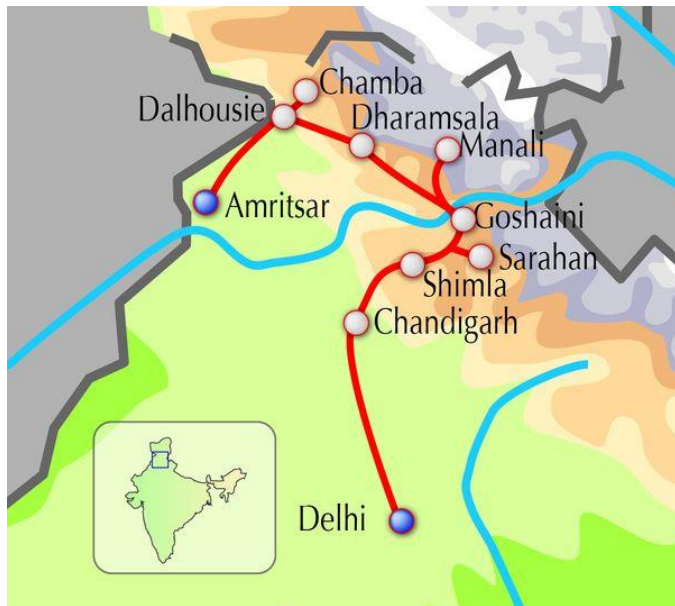 Chamba
Dalhousie
Dharamsala
Manali
Amritsar
Goshaini
Sarahan
Shimla
Chandigarh
Delhi